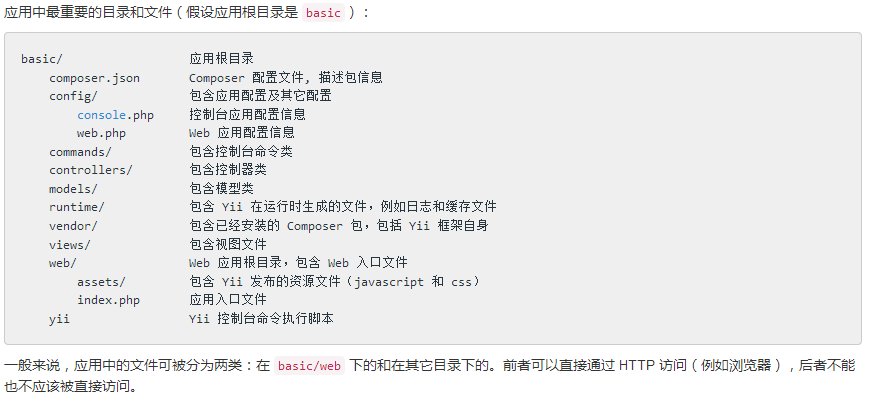 应用中最重要的目录和文件（假设应用根目录是 basic ）：
basic/ 应用根目录
composer.json Composer 配置文件, 描述包信息
config/ 包含应用配置及其它配置
console.php 控制台应用配置信息
web.php Web 应用配置信息
commands/ 包含控制台命令类
controllers/ 包含控制器类
models/ 包含模型类
runtime/ 包含 Yii 在运行时生成的文件，例如日志和缓存文件
vendor/ 包含已经安装的 Composer 包，包括 Yii 框架自身
views/ 包含视图文件
web/ Web 应用根目录，包含 Web 入口文件
assets/ 包含 Yii 发布的资源文件（javascript 和 css）
index.php 应用入口文件
yii Yii 控制台命令执行脚本
一般来说，应用中的文件可被分为两类：在 basic/web 下的和在其它目录下的。前者可以直接通过 HTTP 访问（例如浏览器），后者不能
也不应该被直接访问。